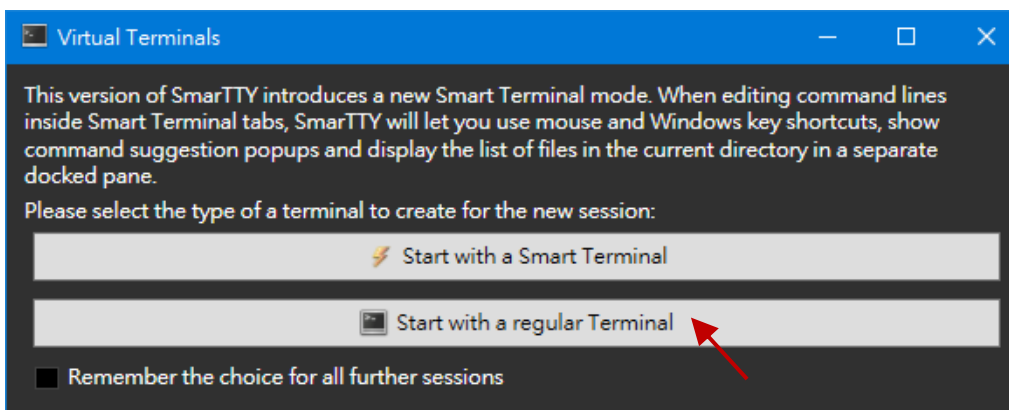 Virtual Terminals
This version of SmarTTY introduces a new Smart Terminal mode. When editing command lines
inside Smart Terminal tabs, SmarTTY will let you use mouse and Windows key shortcuts, show
command suggestion popups and display the list of files in the current directory in a separate
docked pane.
Please select the type of a terminal to create for the new session:
Start with a Smart Terminal
Start with a regular Terminal
Remember the choice for all further sessions